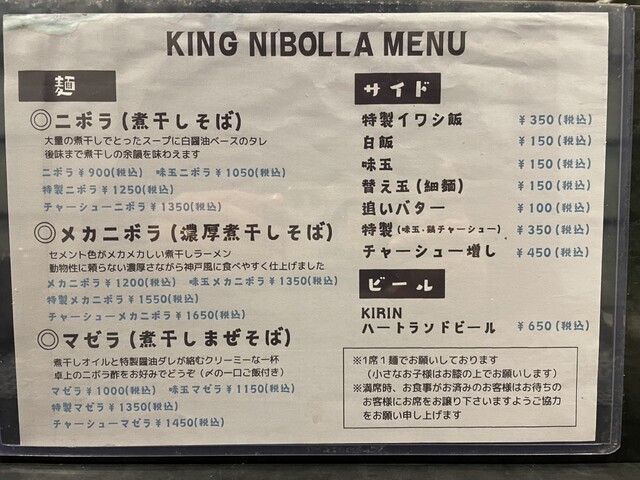 KING NIBOLLA MENU
麺
◎ニボラ(煮干しそば)
大量の煮干しでとったスープに白醤油ベースのタレ
後味まで煮干しの余韻を味わえます
ニボラ¥900(税込) 味玉ニボラ¥1050(税込)
特製ニボラ¥1250(税込)
チャーシューニボラ¥1350(税込)
◎メカニボラ(濃厚煮干しそば)
セメント色がメカメカしい煮干しラーメン
動物性に頼らない濃厚さながら神戸風に食べやすく仕上げました
メカニボラ¥1200(税込) 味玉メカニボラ¥1350(税込)
特製メカニボラ¥1550(税込)
チャーシューメカニボラ¥1650(税込)
◎マゼラ(煮干しまぜそば)
煮干しオイルと特製醤油ダレが絡むクリーミーな一杯
卓上のニボラ酢をお好みでどうぞ(〆の一口ご飯付き)
マゼラ¥1000(税込) 味玉マゼラ¥1150(税込)
特製マゼラ¥1350(税込)
チャーシューマゼラ¥1450(税込)
サイド
特製イワシ飯 ¥350(税込)
白飯 ¥150(税込)
味玉 ¥150(税込)
替え玉(細麺) ¥150(税込)
追いバター ¥100(税込)
特製(味玉・鶏チャーシュー) ¥350(税込)
チャーシュー増し ¥450(税込)
ビール
KIRIN
ハートランドビール ¥650(税込)
※1席1麺でお願いしております
(小さなお子様はお膝の上でお願いします)
※満席時、お食事がお済みのお客様はお待ちの
お客様にお席をお譲り下さいますようご協力
をお願い申し上げます